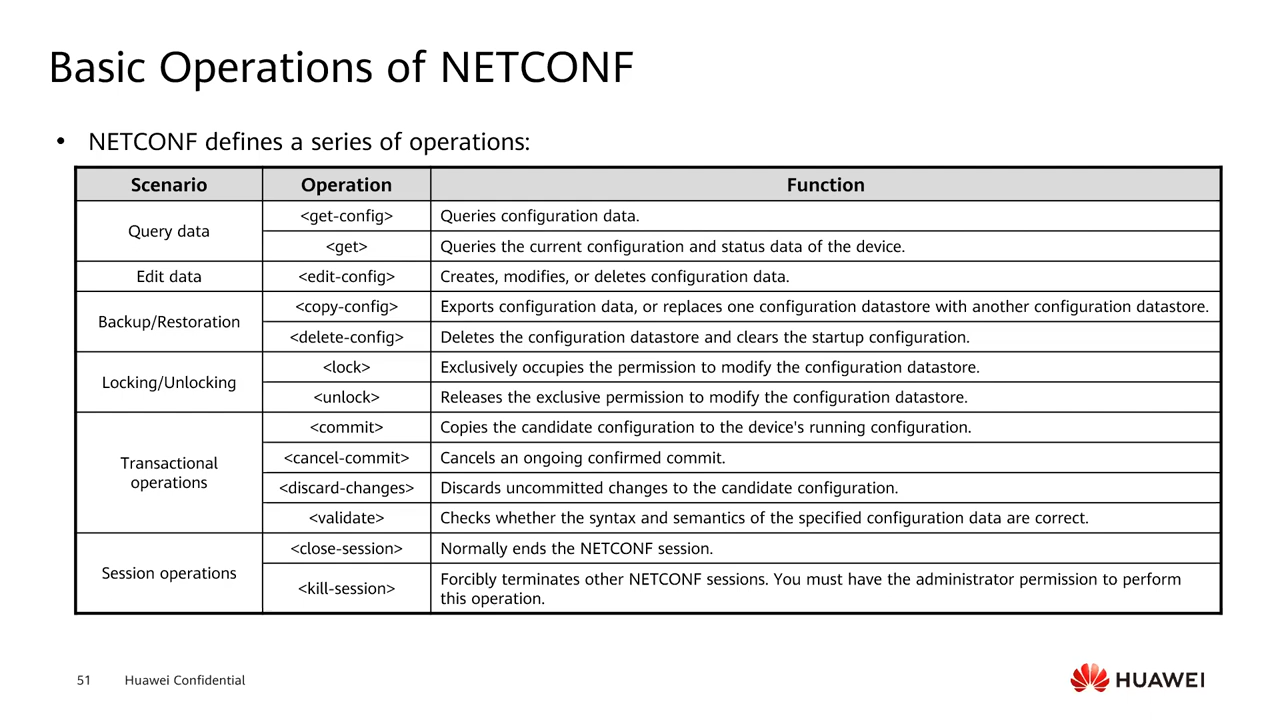 Basic Operations of NETCONF
• NETCONF defines a series of operations:
Scenario Operation Function
Query data
<get-config> Queries configuration data.
<get> Queries the current configuration and status data of the device.
Edit data <edit-config> Creates, modifies, or deletes configuration data.
Backup/Restoration
<copy-config> Exports configuration data, or replaces one configuration datastore with another configuration datastore.
<delete-config> Deletes the configuration datastore and clears the startup configuration.
Locking/Unlocking
<lock> Exclusively occupies the permission to modify the configuration datastore.
<unlock> Releases the exclusive permission to modify the configuration datastore.
Transactional
operations
<commit> Copies the candidate configuration to the device's running configuration.
<cancel-commit> Cancels an ongoing confirmed commit.
<discard-changes> Discards uncommitted changes to the candidate configuration.
<validate> Checks whether the syntax and semantics of the specified configuration data are correct.
Session operations
<close-session> Normally ends the NETCONF session.
<kill-session> Forcibly terminates other NETCONF sessions. You must have the administrator permission to perform
this operation.
51 Huawei Confidential
HUAWEI